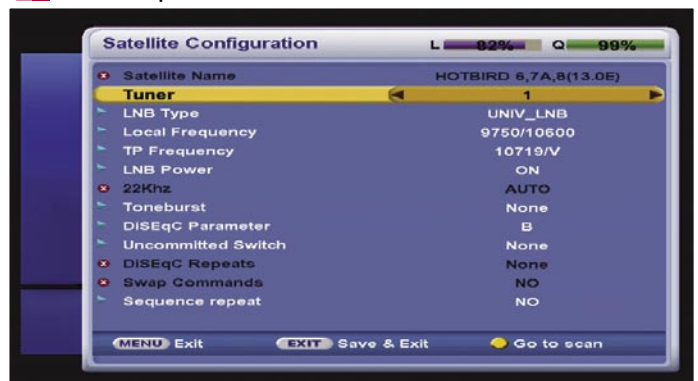 Satellite Configuration L 82% Q 99%
Satellite Name HOTBIRD 6,7A,8(13.0E)
Tuner 1
LNB Type UNIV_LNB
Local Frequency 9750/10600
TP Frequency 10719/V
LNB Power ON
22Khz AUTO
Toneburst None
DiSEqC Parameter B
Uncommitted Switch None
DiSEqC Repeats None
Swap Commands NO
Sequence repeat NO
MENU Exit EXIT Save & Exit Go to scan